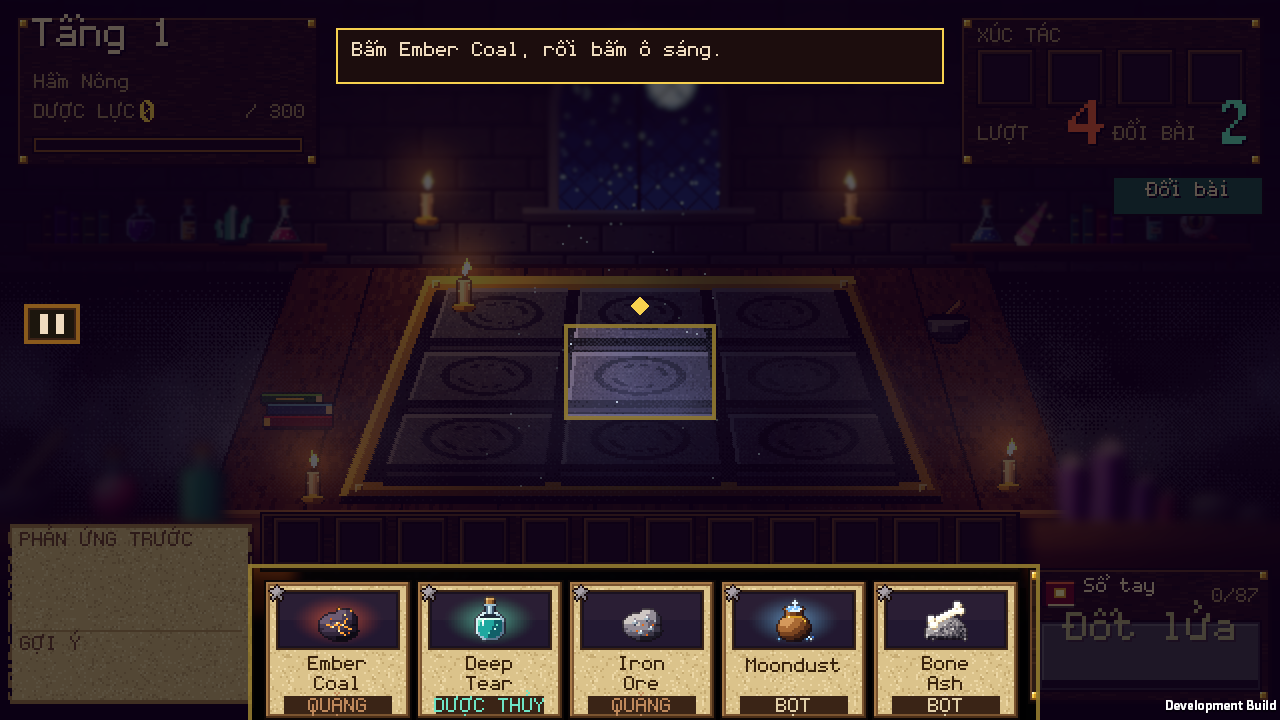 Bấm Ember Coal, rồi bấm ô sáng.
Tầng 1
Hầm Nông
DƯỢC LỰC 0 / 300
XÚC TÁC
LƯỢT 4 ĐỔI BÀI 2
Đổi bài
PHẢN ỨNG TRƯỚC
GỢI Ý
Ember Coal
QUẶNG
Deep Tear
DƯỢC THỦY
Iron Ore
QUẶNG
Moondust
BỘT
Bone Ash
BỘT
Sổ tay
0/87
Đốt lửa
Development Build